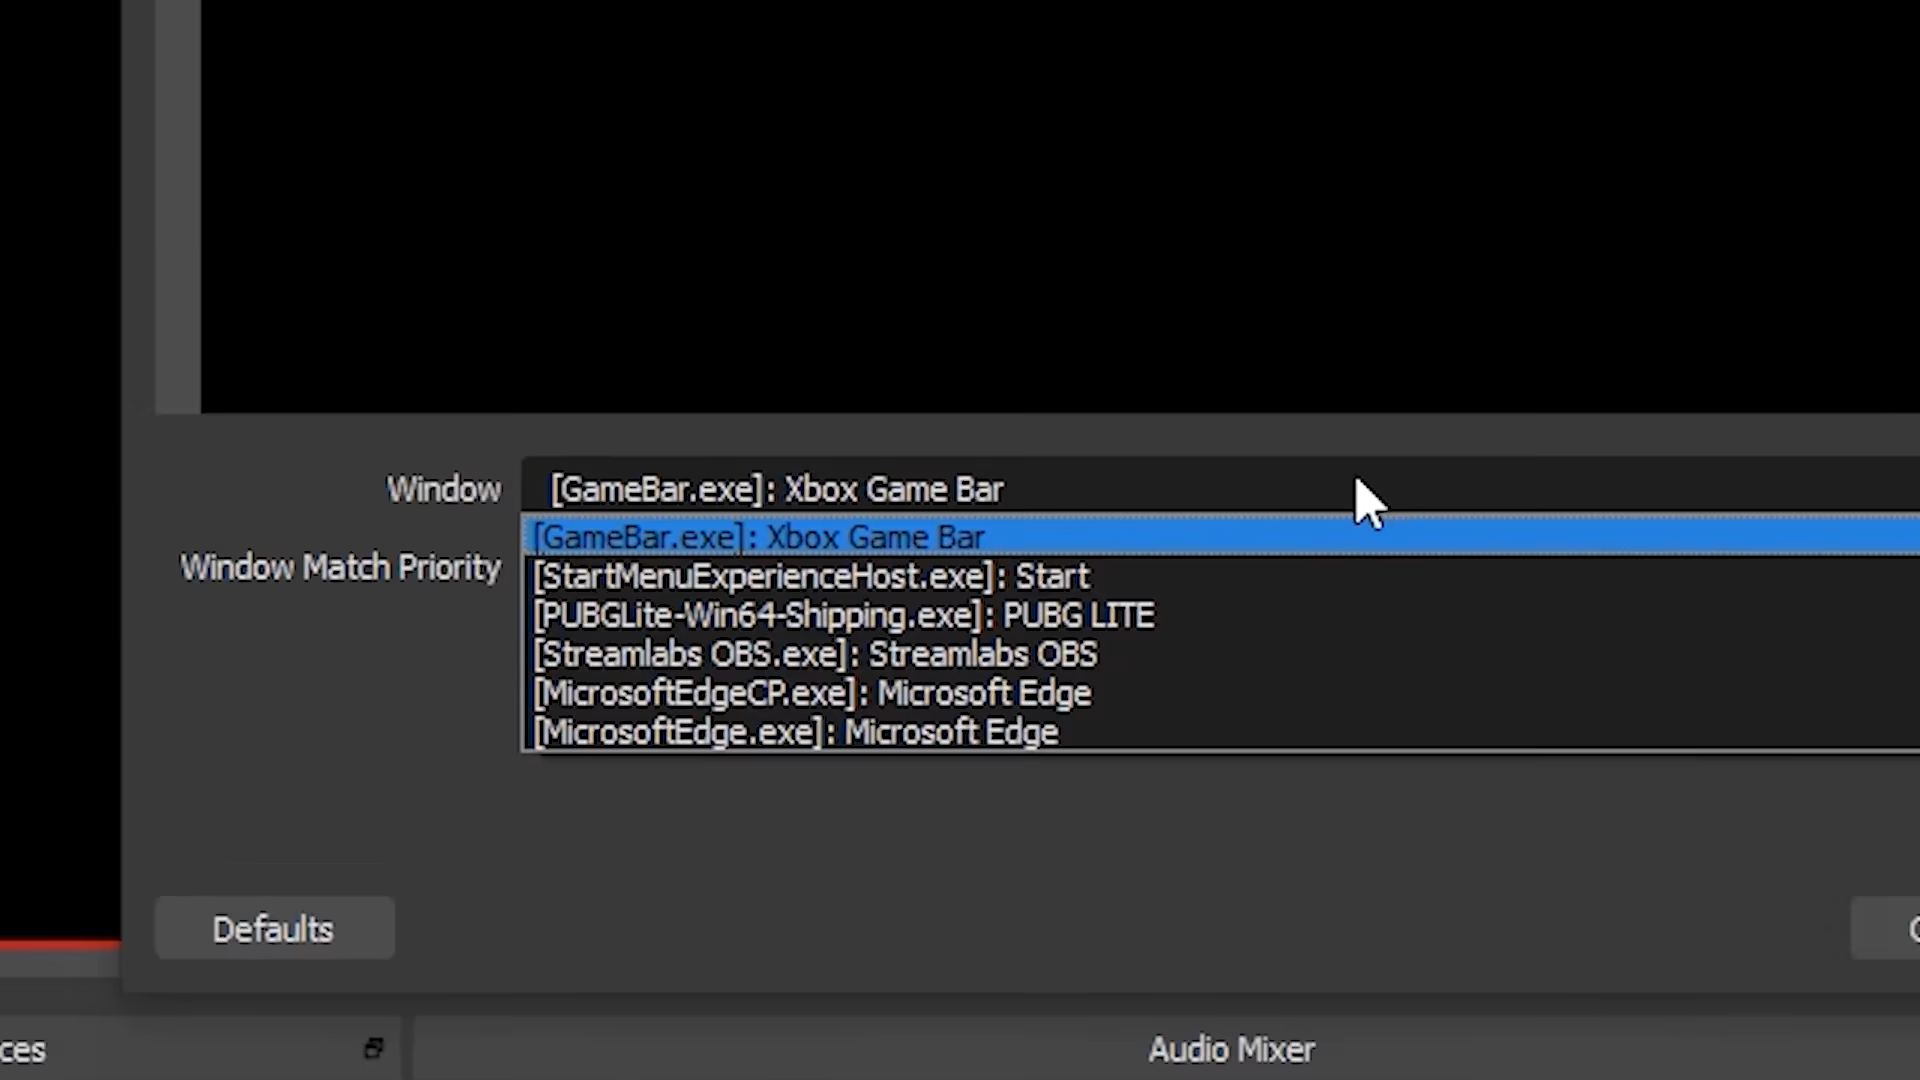 Window
[GameBar.exe]: Xbox Game Bar
[GameBar.exe]: Xbox Game Bar
Window Match Priority
[StartMenuExperienceHost.exe]: Start
[PUBGLite-Win64-Shipping.exe]: PUBG LITE
[Streamlabs OBS.exe]: Streamlabs OBS
[MicrosoftEdgeCP.exe]: Microsoft Edge
[MicrosoftEdge.exe]: Microsoft Edge
Defaults
ces
Audio Mixer